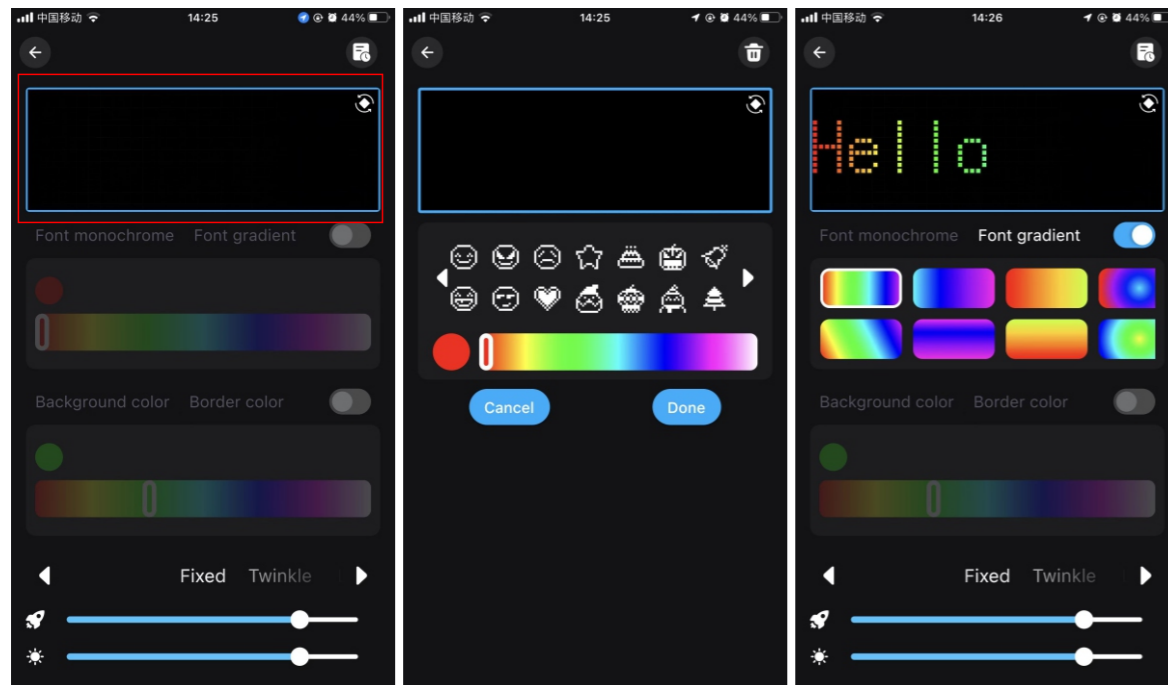 中国移动 14:25 44%
Font monochrome Font gradient
Background color Border color
Fixed Twinkle
中国移动 14:25 44%
Cancel Done
中国移动 14:26 44%
Hello
Font monochrome Font gradient
Background color Border color
Fixed Twinkle